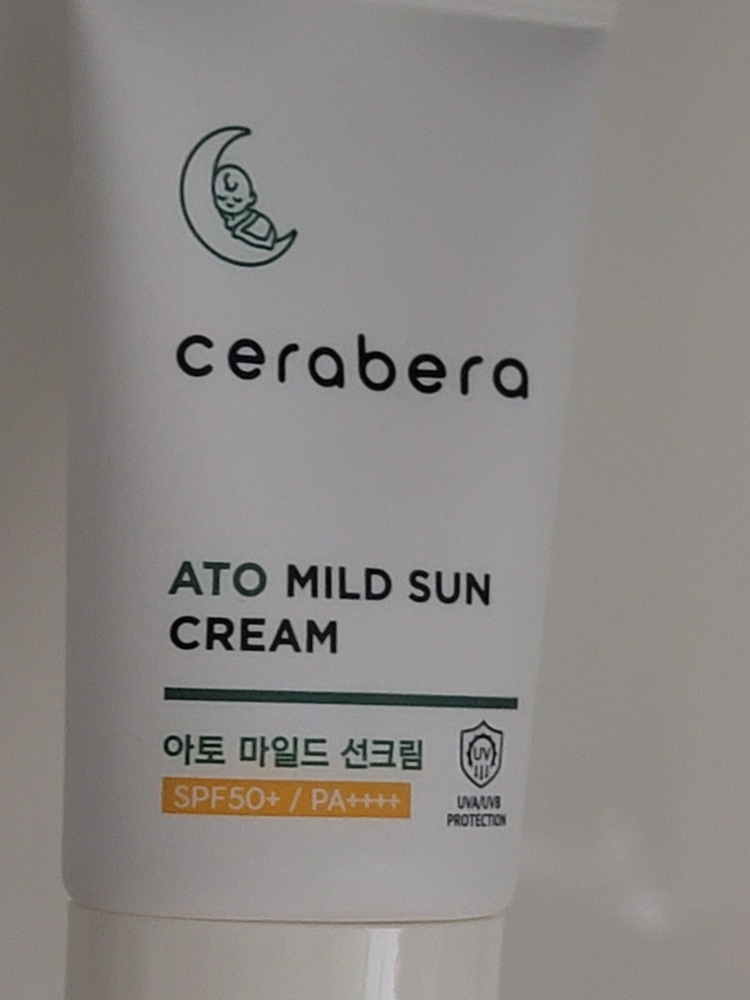 cerabera
ATO MILD SUN
CREAM
아토 마일드 선크림
SPF50+ / PA++++
UV
UVA/UVB
PROTECTION